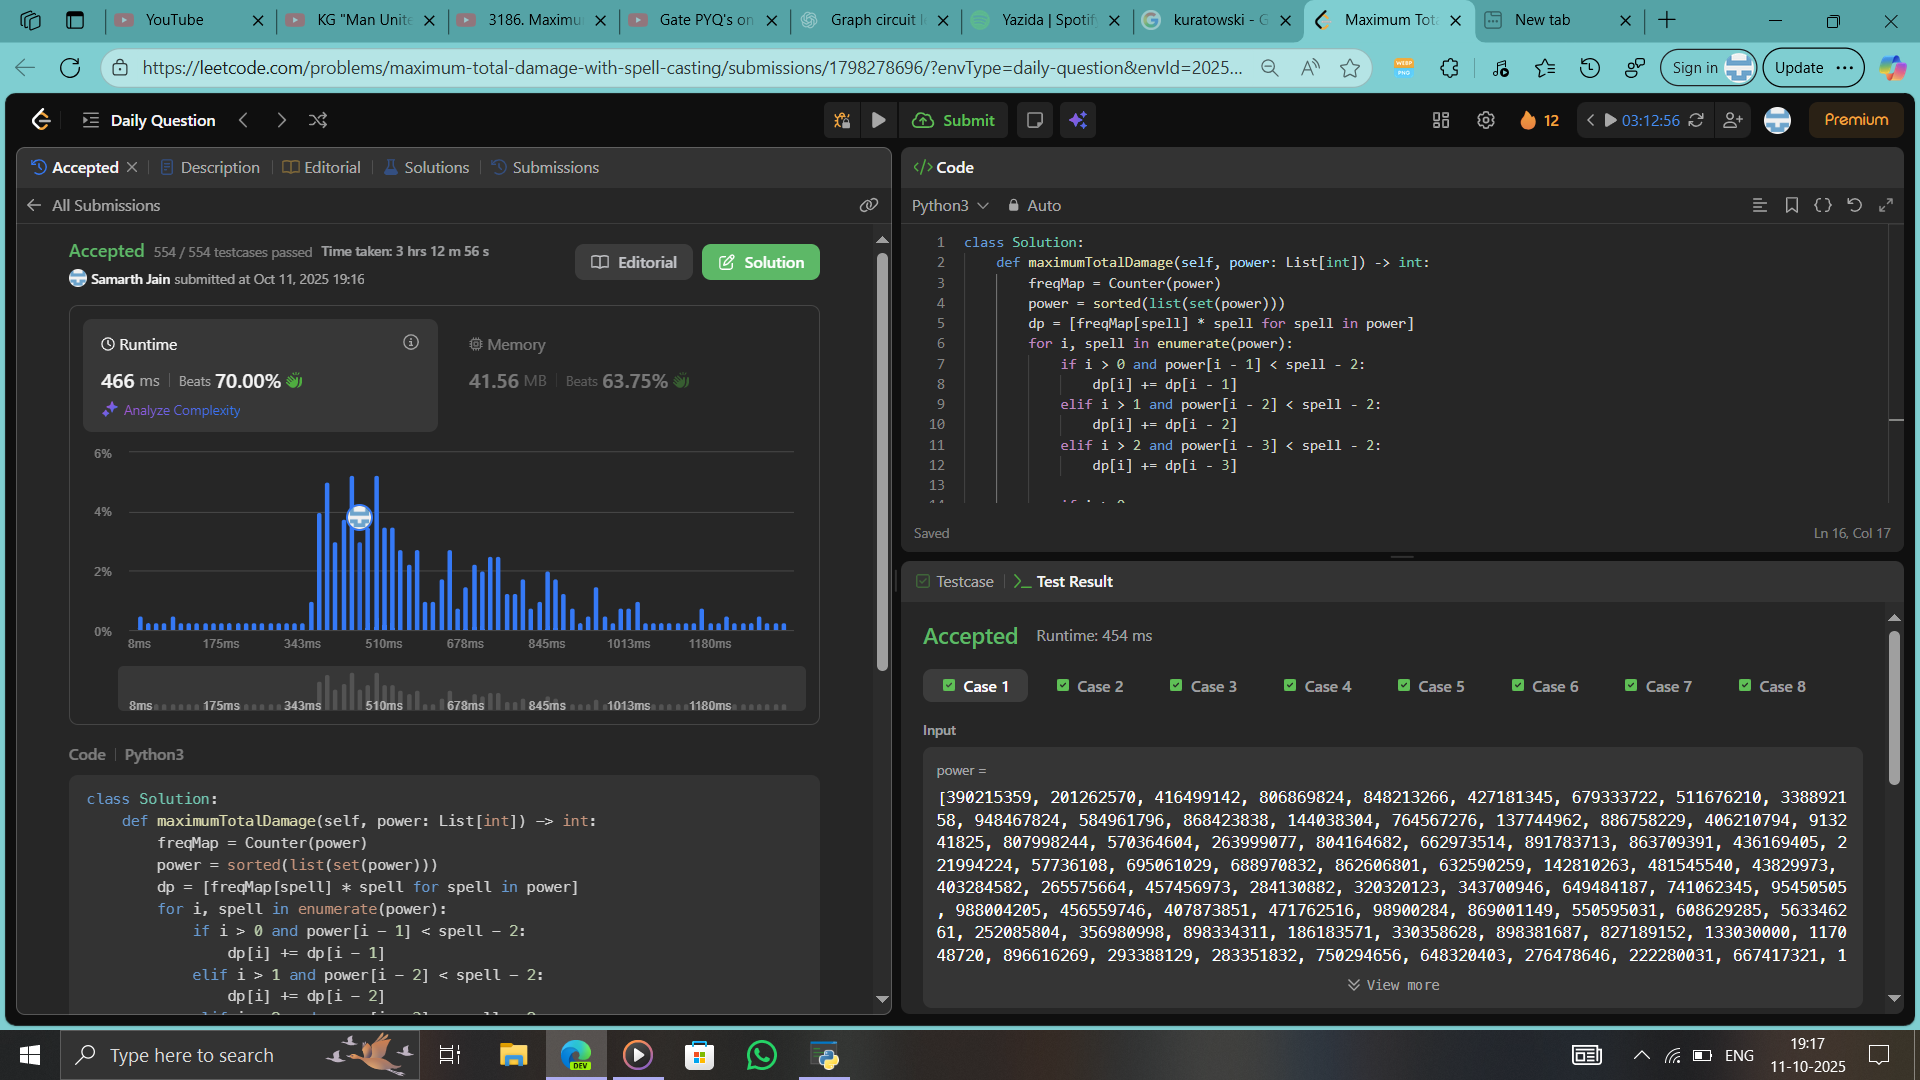 YouTube
KG "Man Unite
3186. Maximu
Gate PYQ's on
Graph circuit l
Yazida | Spotify
kuratowski - G
Maximum Tot
New tab
https://leetcode.com/problems/maximum-total-damage-with-spell-casting/submissions/1798278696/?envType=daily-question&envId=2025...
Sign in
Update
Daily Question
Submit
12
03:12:56
Premium
Accepted
Description
Editorial
Solutions
Submissions
All Submissions
Accepted 554 / 554 testcases passed Time taken: 3 hrs 12 m 56 s
Samarth Jain submitted at Oct 11, 2025 19:16
Editorial
Solution
Runtime
466 ms | Beats 70.00%
Analyze Complexity
Memory
41.56 MB | Beats 63.75%
6%
4%
2%
0%
8ms 175ms 343ms 510ms 678ms 845ms 1013ms 1180ms
8ms 175ms 343ms 510ms 678ms 845ms 1013ms 1180ms
Code | Python3
class Solution:
def maximumTotalDamage(self, power: List[int]) -> int:
freqMap = Counter(power)
power = sorted(list(set(power)))
dp = [freqMap[spell] * spell for spell in power]
for i, spell in enumerate(power):
if i > 0 and power[i - 1] < spell - 2:
dp[i] += dp[i - 1]
elif i > 1 and power[i - 2] < spell - 2:
dp[i] += dp[i - 2]
</> Code
Python3
Auto
1 class Solution:
2 def maximumTotalDamage(self, power: List[int]) -> int:
3 freqMap = Counter(power)
4 power = sorted(list(set(power)))
5 dp = [freqMap[spell] * spell for spell in power]
6 for i, spell in enumerate(power):
7 if i > 0 and power[i - 1] < spell - 2:
8 dp[i] += dp[i - 1]
9 elif i > 1 and power[i - 2] < spell - 2:
10 dp[i] += dp[i - 2]
11 elif i > 2 and power[i - 3] < spell - 2:
12 dp[i] += dp[i - 3]
13
Saved
Ln 16, Col 17
Testcase
Test Result
Accepted Runtime: 454 ms
Case 1
Case 2
Case 3
Case 4
Case 5
Case 6
Case 7
Case 8
Input
power =
[390215359, 201262570, 416499142, 806869824, 848213266, 427181345, 679333722, 511676210, 3388921
58, 948467824, 584961796, 868423838, 144038304, 764567276, 137744962, 886758229, 406210794, 9132
41825, 807998244, 570364604, 263999077, 804164682, 662973514, 891783713, 863709391, 436169405, 2
21994224, 57736108, 695061029, 688970832, 862606801, 632590259, 142810263, 481545540, 43829973,
403284582, 265575664, 457456973, 284130882, 320320123, 343700946, 649484187, 741062345, 95450505
, 988004205, 456559746, 407873851, 471762516, 98900284, 869001149, 550595031, 608629285, 5633462
61, 252085804, 356980998, 898334311, 186183571, 330358628, 898381687, 827189152, 133030000, 1170
48720, 896616269, 293388129, 283351832, 750294656, 648320403, 276478646, 222280031, 667417321, 1
View more
Type here to search
DEV
ENG
19:17
11-10-2025